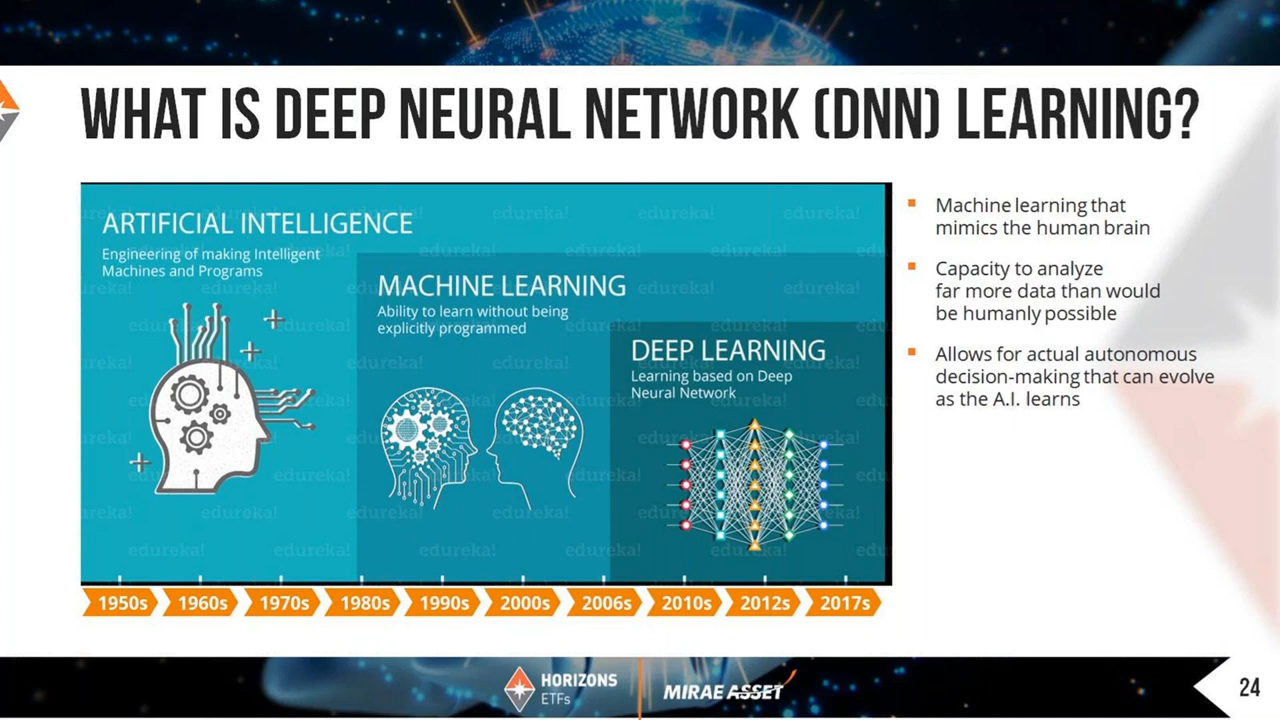 WHAT IS DEEP NEURAL NETWORK (DNN) LEARNING?
ARTIFICIAL INTELLIGENCE
Engineering of making Intelligent
Machines and Programs
MACHINE LEARNING
Ability to learn without being
explicitly programmed
DEEP LEARNING
Learning based on Deep
Neural Network
edureka!
1950s
1960s
1970s
1980s
1990s
2000s
2006s
2010s
2012s
2017s
Machine learning that
mimics the human brain
Capacity to analyze
far more data than would
be humanly possible
Allows for actual autonomous
decision-making that can evolve
as the A.I. learns
HORIZONS
ETFs
MIRAE ASSET
24